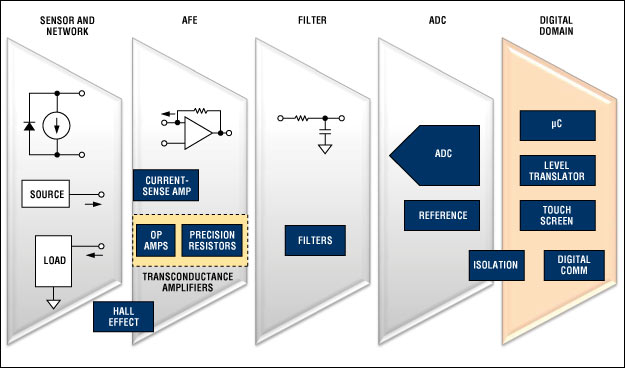 SENSOR AND
NETWORK
AFE
FILTER
ADC
DIGITAL
DOMAIN
SOURCE
LOAD
HALL
EFFECT
CURRENT-
SENSE AMP
OP
AMPS
PRECISION
RESISTORS
TRANSCONDUCTANCE
AMPLIFIERS
FILTERS
ADC
REFERENCE
ISOLATION
µC
LEVEL
TRANSLATOR
TOUCH
SCREEN
DIGITAL
COMM